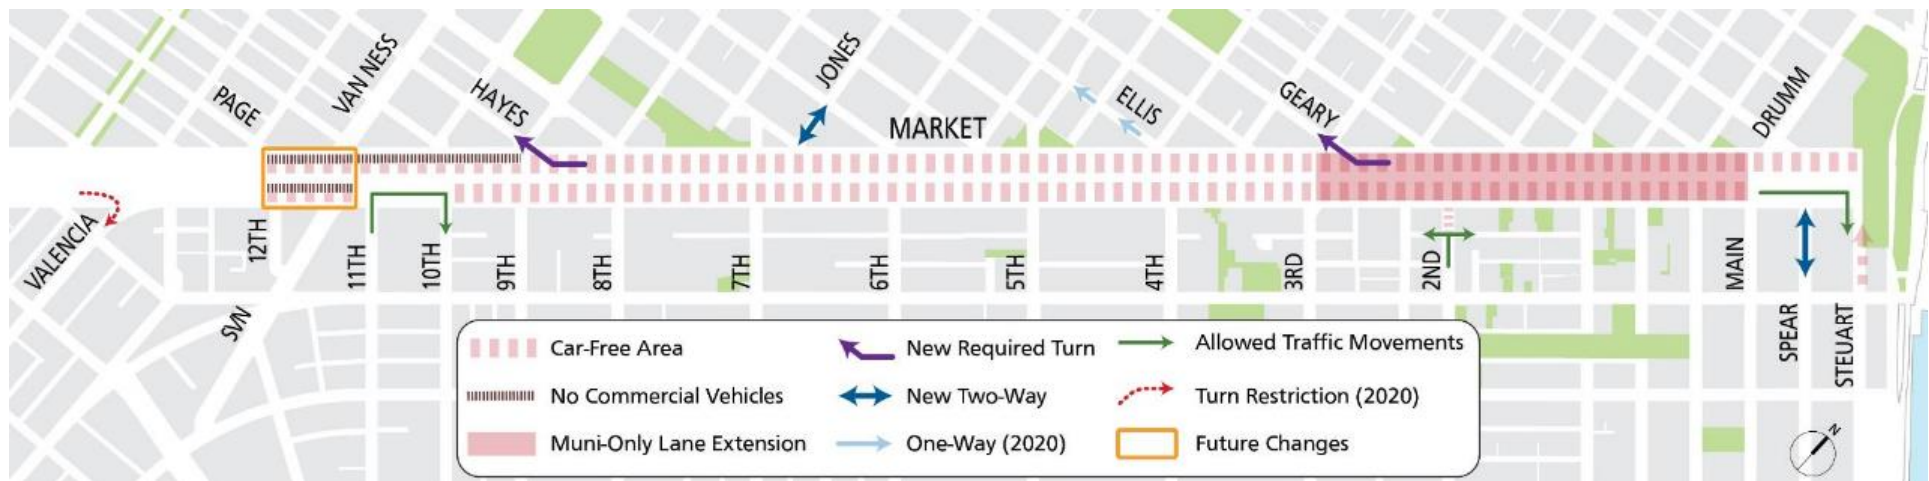 PAGE
VAN NESS
HAYES
JONES
MARKET
ELLIS
GEARY
DRUMM
VALENCIA
12TH
SVN
11TH
10TH
9TH
8TH
7TH
6TH
5TH
4TH
3RD
2ND
MAIN
SPEAR
STEUART
Car-Free Area
New Required Turn
Allowed Traffic Movements
No Commercial Vehicles
New Two-Way
Turn Restriction (2020)
Muni-Only Lane Extension
One-Way (2020)
Future Changes
N